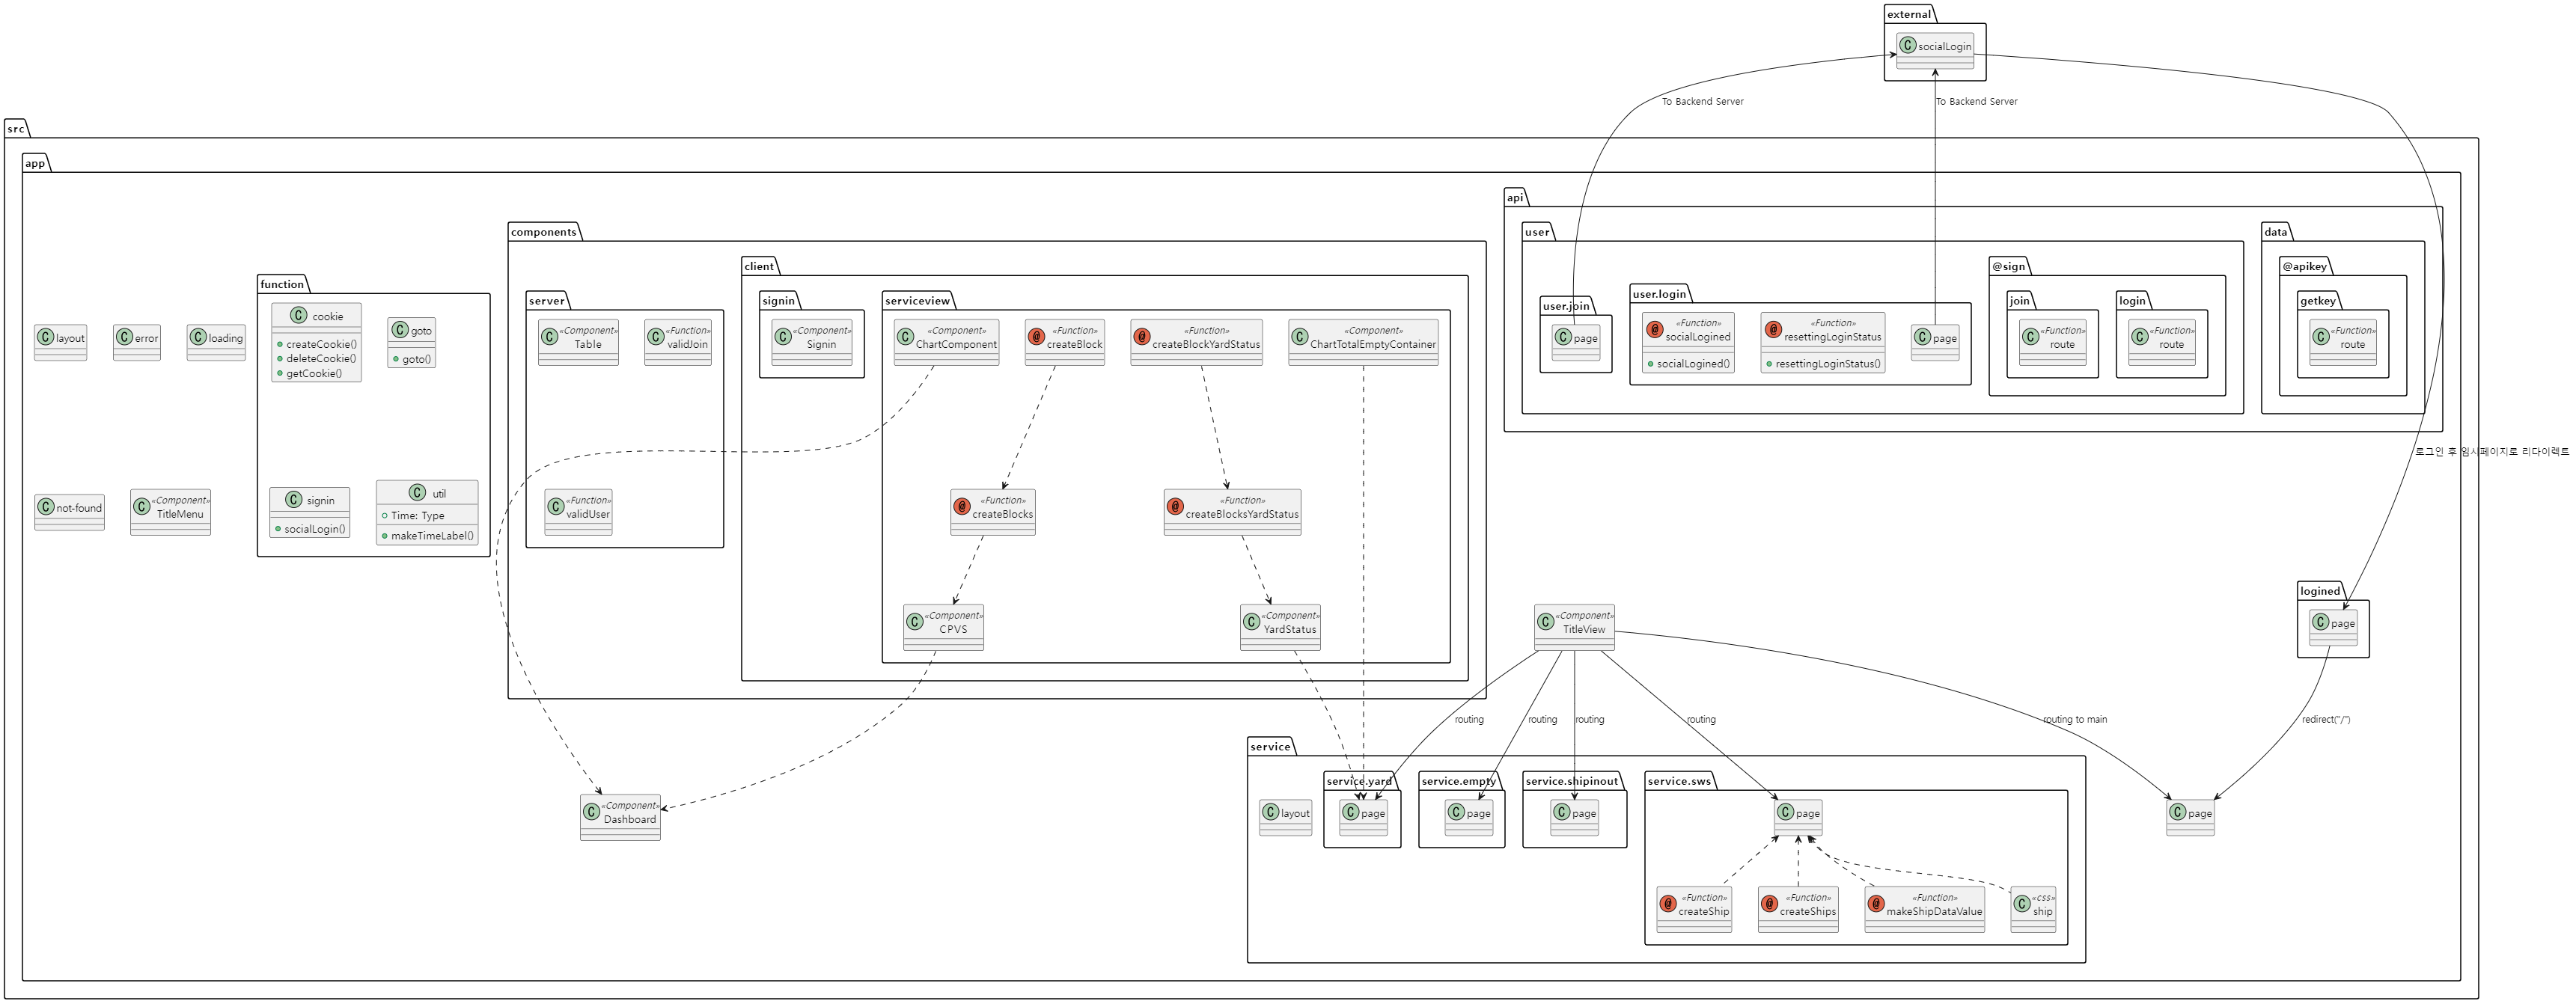 external
C socialLogin
To Backend Server
To Backend Server
src
app
api
components
user
data
client
@sign
@apikey
function
server
signin
serviceview
user.join
user.login
join
login
getkey
C layout
C error
C loading
C cookie
createCookie()
deleteCookie()
getCookie()
C goto
goto()
C «Component»
Table
C «Function»
validJoin
C «Component»
Signin
C «Component»
ChartComponent
@ «Function»
createBlock
@ «Function»
createBlockYardStatus
C «Component»
ChartTotalEmptyContainer
C page
@ «Function»
socialLogined
socialLogined()
@ «Function»
resettingLoginStatus
resettingLoginStatus()
C page
C «Function»
route
C «Function»
route
C «Function»
route
로그인 후 임시페이지로 리다이렉트
C not-found
C «Component»
TitleMenu
C signin
socialLogin()
C util
Time: Type
makeTimeLabel()
C «Function»
validUser
@ «Function»
createBlocks
@ «Function»
createBlocksYardStatus
logined
C «Component»
CPVS
C «Component»
YardStatus
C «Component»
TitleView
C page
routing
routing
routing
routing
routing to main
redirect("/")
service
service.yard
service.empty
service.shipinout
service.sws
C «Component»
Dashboard
C layout
C page
C page
C page
C page
C page
@ «Function»
createShip
@ «Function»
createShips
@ «Function»
makeShipDataValue
C «css»
ship